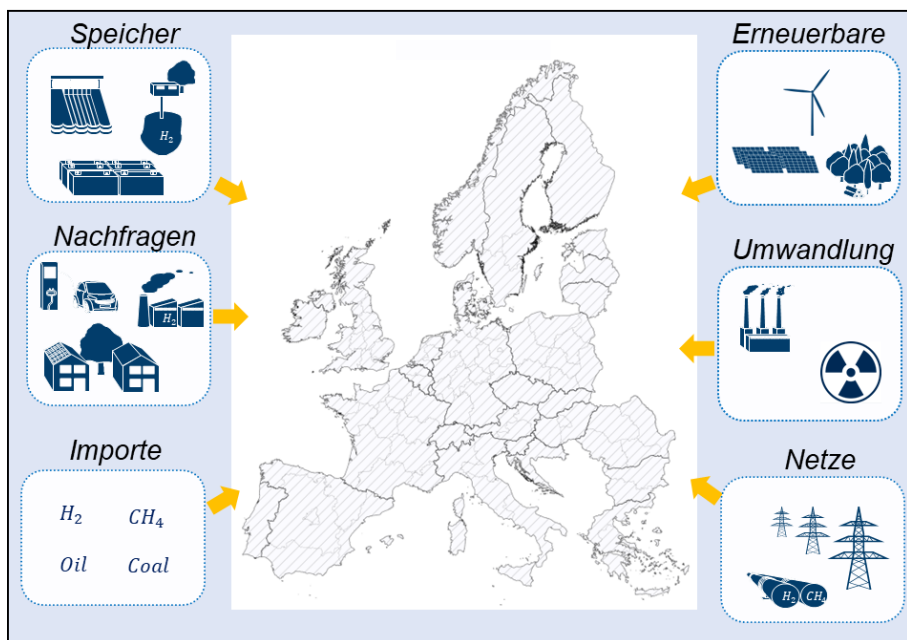 Speicher
H₂
Nachfragen
H₂
Importe
H₂ CH₄
Oil Coal
Erneuerbare
Umwandlung
Netze
H₂ CH₄